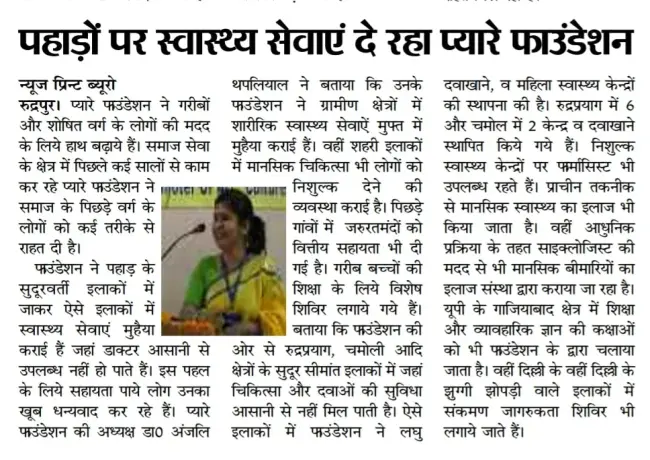 पहाड़ों पर स्वास्थ्य सेवाएं दे रहा प्यारे फाउंडेशन
न्यूज प्रिन्ट ब्यूरो
रुद्रपुर। प्यारे फाउंडेशन ने गरीबों
और शोषित वर्ग के लोगों की मदद
के लिये हाथ बढ़ाये हैं। समाज सेवा
के क्षेत्र में पिछले कई सालों से काम
कर रहे प्यारे फाउंडेशन ने
समाज के पिछड़े वर्ग के
लोगों को कई तरीके से
राहत दी है।
फाउंडेशन ने पहाड़ के
सुदूरवर्ती इलाकों में
जाकर ऐसे इलाकों में
स्वास्थ्य सेवाएं मुहैया
कराई हैं जहां डाक्टर आसानी से
उपलब्ध नहीं हो पाते हैं। इस पहल
के लिये सहायता पाये लोग उनका
खूब धन्यवाद कर रहे हैं। प्यारे
फाउंडेशन की अध्यक्ष डा0 अंजलि
थपलियाल ने बताया कि उनके
फाउंडेशन ने ग्रामीण क्षेत्रों में
शारीरिक स्वास्थ्य सेवाऐं मुफ्त में
मुहैया कराई हैं। वहीं शहरी इलाकों
में मानसिक चिकित्सा भी लोगों को
निशुल्क देने की
व्यवस्था कराई है। पिछड़े
गांवों में जरुरतमंदों को
वित्तीय सहायता भी दी
गई है। गरीब बच्चों की
शिक्षा के लिये विशेष
शिविर लगाये गये हैं।
बताया कि फाउंडेशन की
ओर से रुद्रप्रयाग, चमोली आदि
क्षेत्रों के सुदूर सीमांत इलाकों में जहां
चिकित्सा और दवाओं की सुविधा
आसानी से नहीं मिल पाती है। ऐसे
इलाकों में फाउंडेशन ने लघु
दवाखाने, व महिला स्वास्थ्य केन्द्रों
की स्थापना की है। रुद्रप्रयाग में 6
और चमोल में 2 केन्द्र व दवाखाने
स्थापित किये गये हैं। निशुल्क
स्वास्थ्य केन्द्रों पर फार्मासिस्ट भी
उपलब्ध रहते हैं। प्राचीन तकनीक
से मानसिक स्वास्थ्य का इलाज भी
किया जाता है। वहीं आधुनिक
प्रक्रिया के तहत साइक्लोजिस्ट की
मदद से भी मानसिक बीमारियों का
इलाज संस्था द्वारा कराया जा रहा है।
यूपी के गाजियाबाद क्षेत्र में शिक्षा
और व्यावहारिक ज्ञान की कक्षाओं
को भी फाउंडेशन के द्वारा चलाया
जाता है। वहीं दिल्ली के वहीं दिल्ली के
झुग्गी झोपड़ी वाले इलाकों में
संकमण जागरुकता शिविर भी
लगाये जाते हैं।